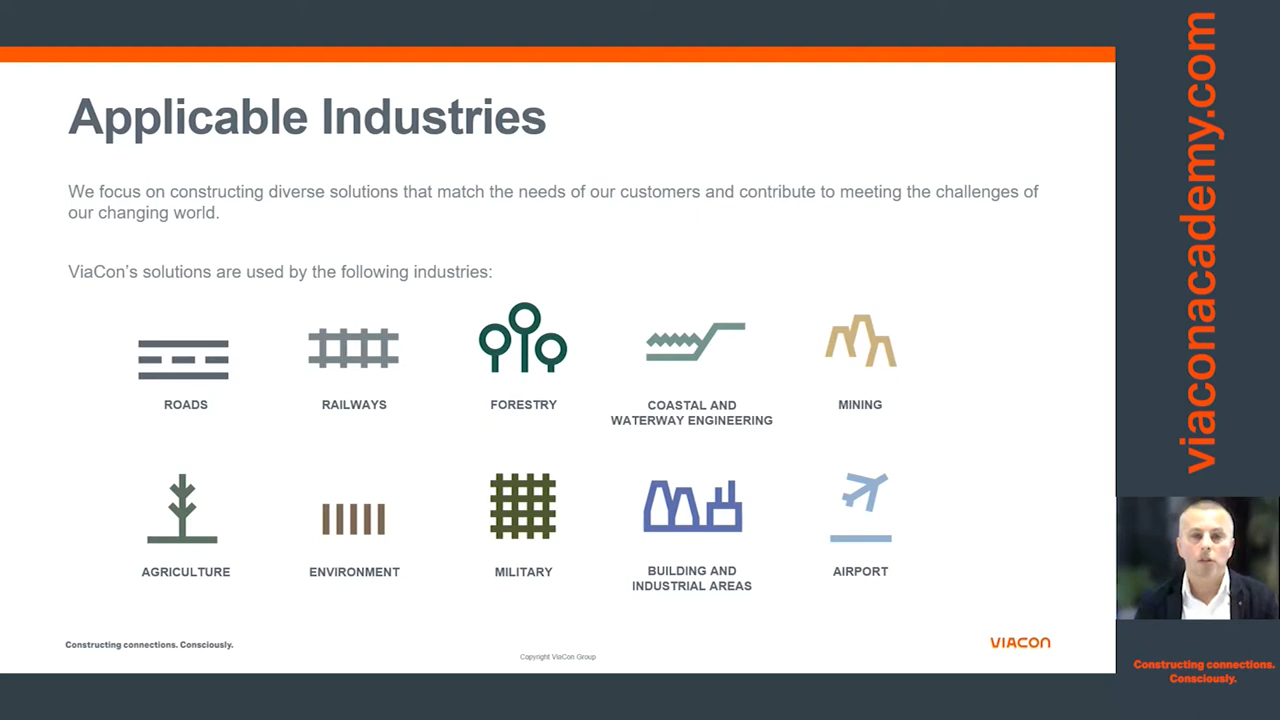 Applicable Industries
We focus on constructing diverse solutions that match the needs of our customers and contribute to meeting the challenges of
our changing world.
ViaCon's solutions are used by the following industries:
ROADS
RAILWAYS
FORESTRY
COASTAL AND
WATERWAY ENGINEERING
MINING
AGRICULTURE
ENVIRONMENT
MILITARY
BUILDING AND
INDUSTRIAL AREAS
AIRPORT
Constructing connections. Consciously.
Copyright ViaCon Group
VIACON
viaconacademy.com
Constructing connections.
Consciously.